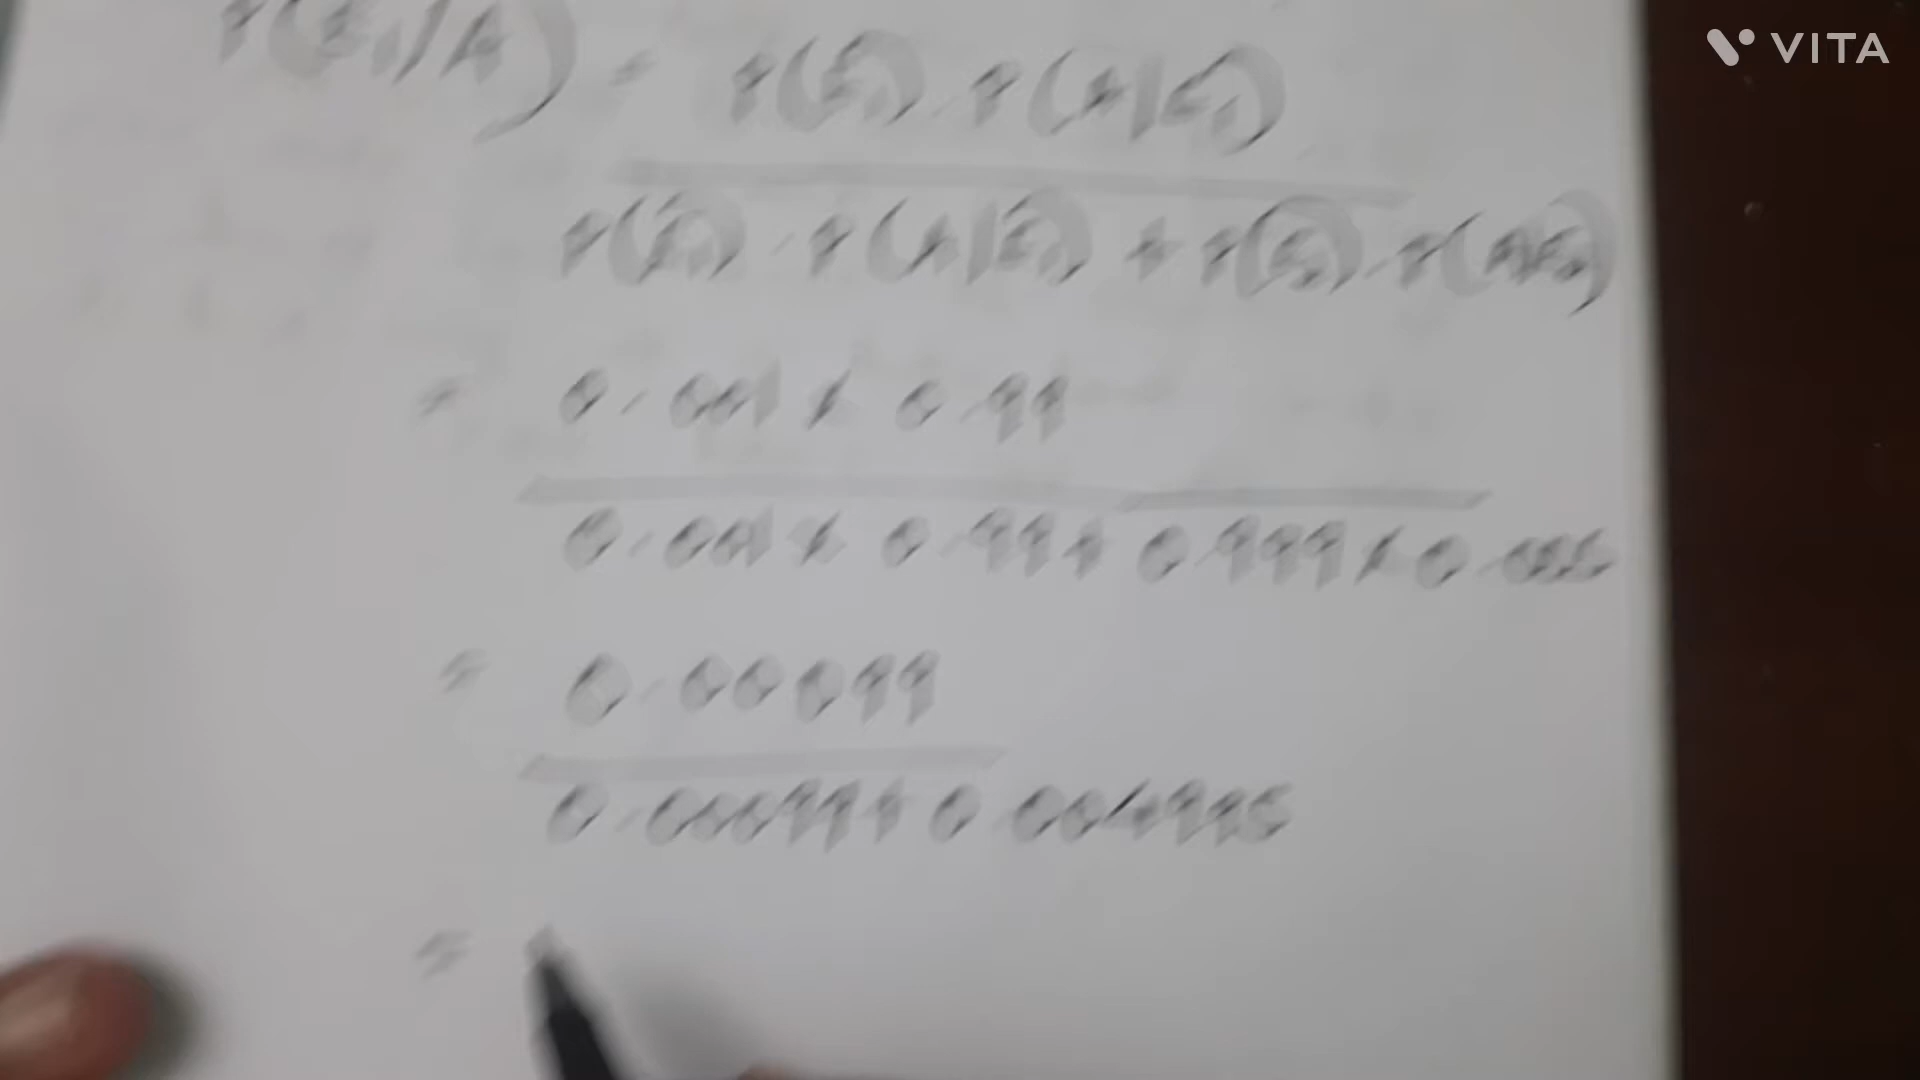 VITA
P(E₁/A) = P(E₁) · P(A|E₁)
P(E₁) · P(A|E₁) + P(E₂) · P(A|E₂)
= 0.001 x 0.99
0.001 x 0.99 + 0.999 x 0.005
= 0.00099
0.00099 + 0.004995
=